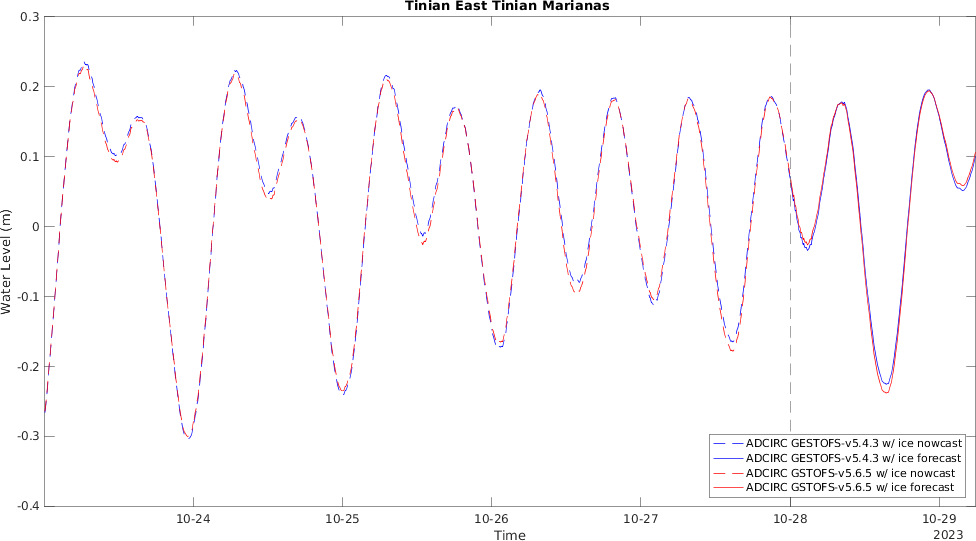 Tinian East Tinian Marianas
0.3
0.2
0.1
0
-0.1
-0.2
-0.3
-0.4
Water Level (m)
10-24
10-25
10-26
10-27
10-28
10-29
Time
2023
ADCIRC GESTOFS-v5.4.3 w/ ice nowcast
ADCIRC GESTOFS-v5.4.3 w/ ice forecast
ADCIRC GSTOFS-v5.6.5 w/ ice nowcast
ADCIRC GSTOFS-v5.6.5 w/ ice forecast